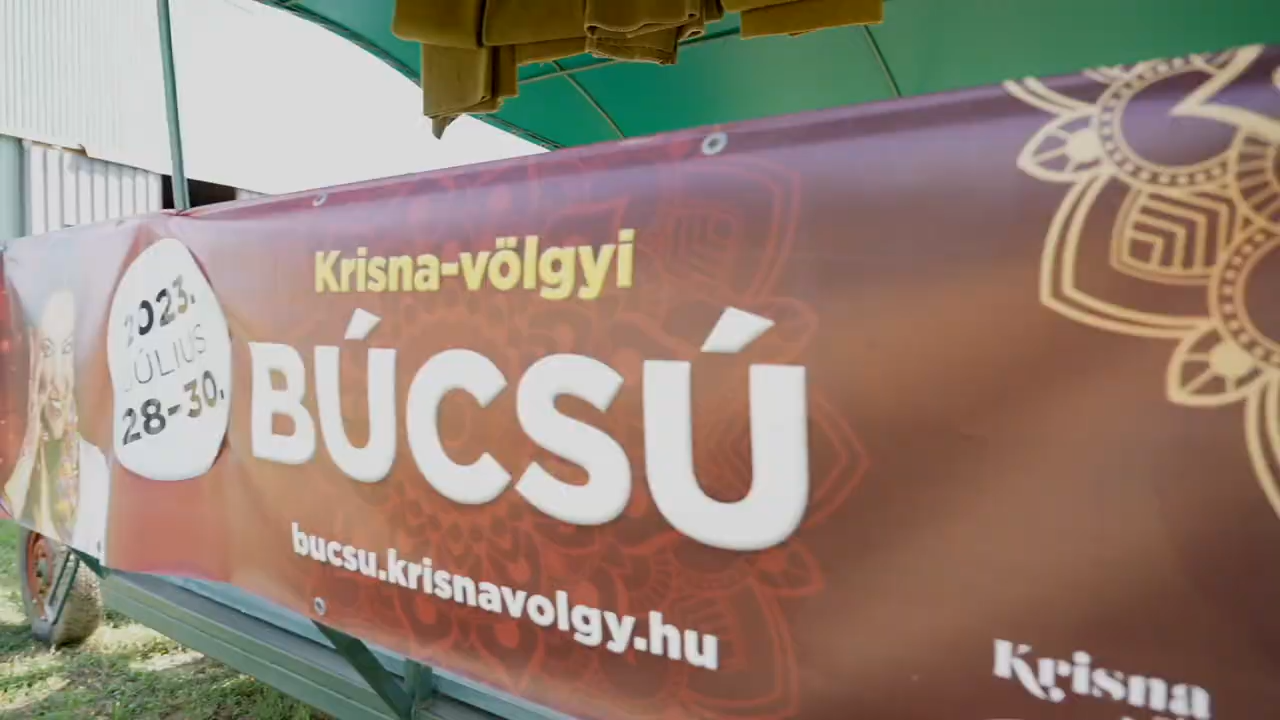 2023.
JÚLIUS
28-30.
Krisna-völgyi
BÚCSÚ
bucsu.krisnavolgy.hu
Krisna